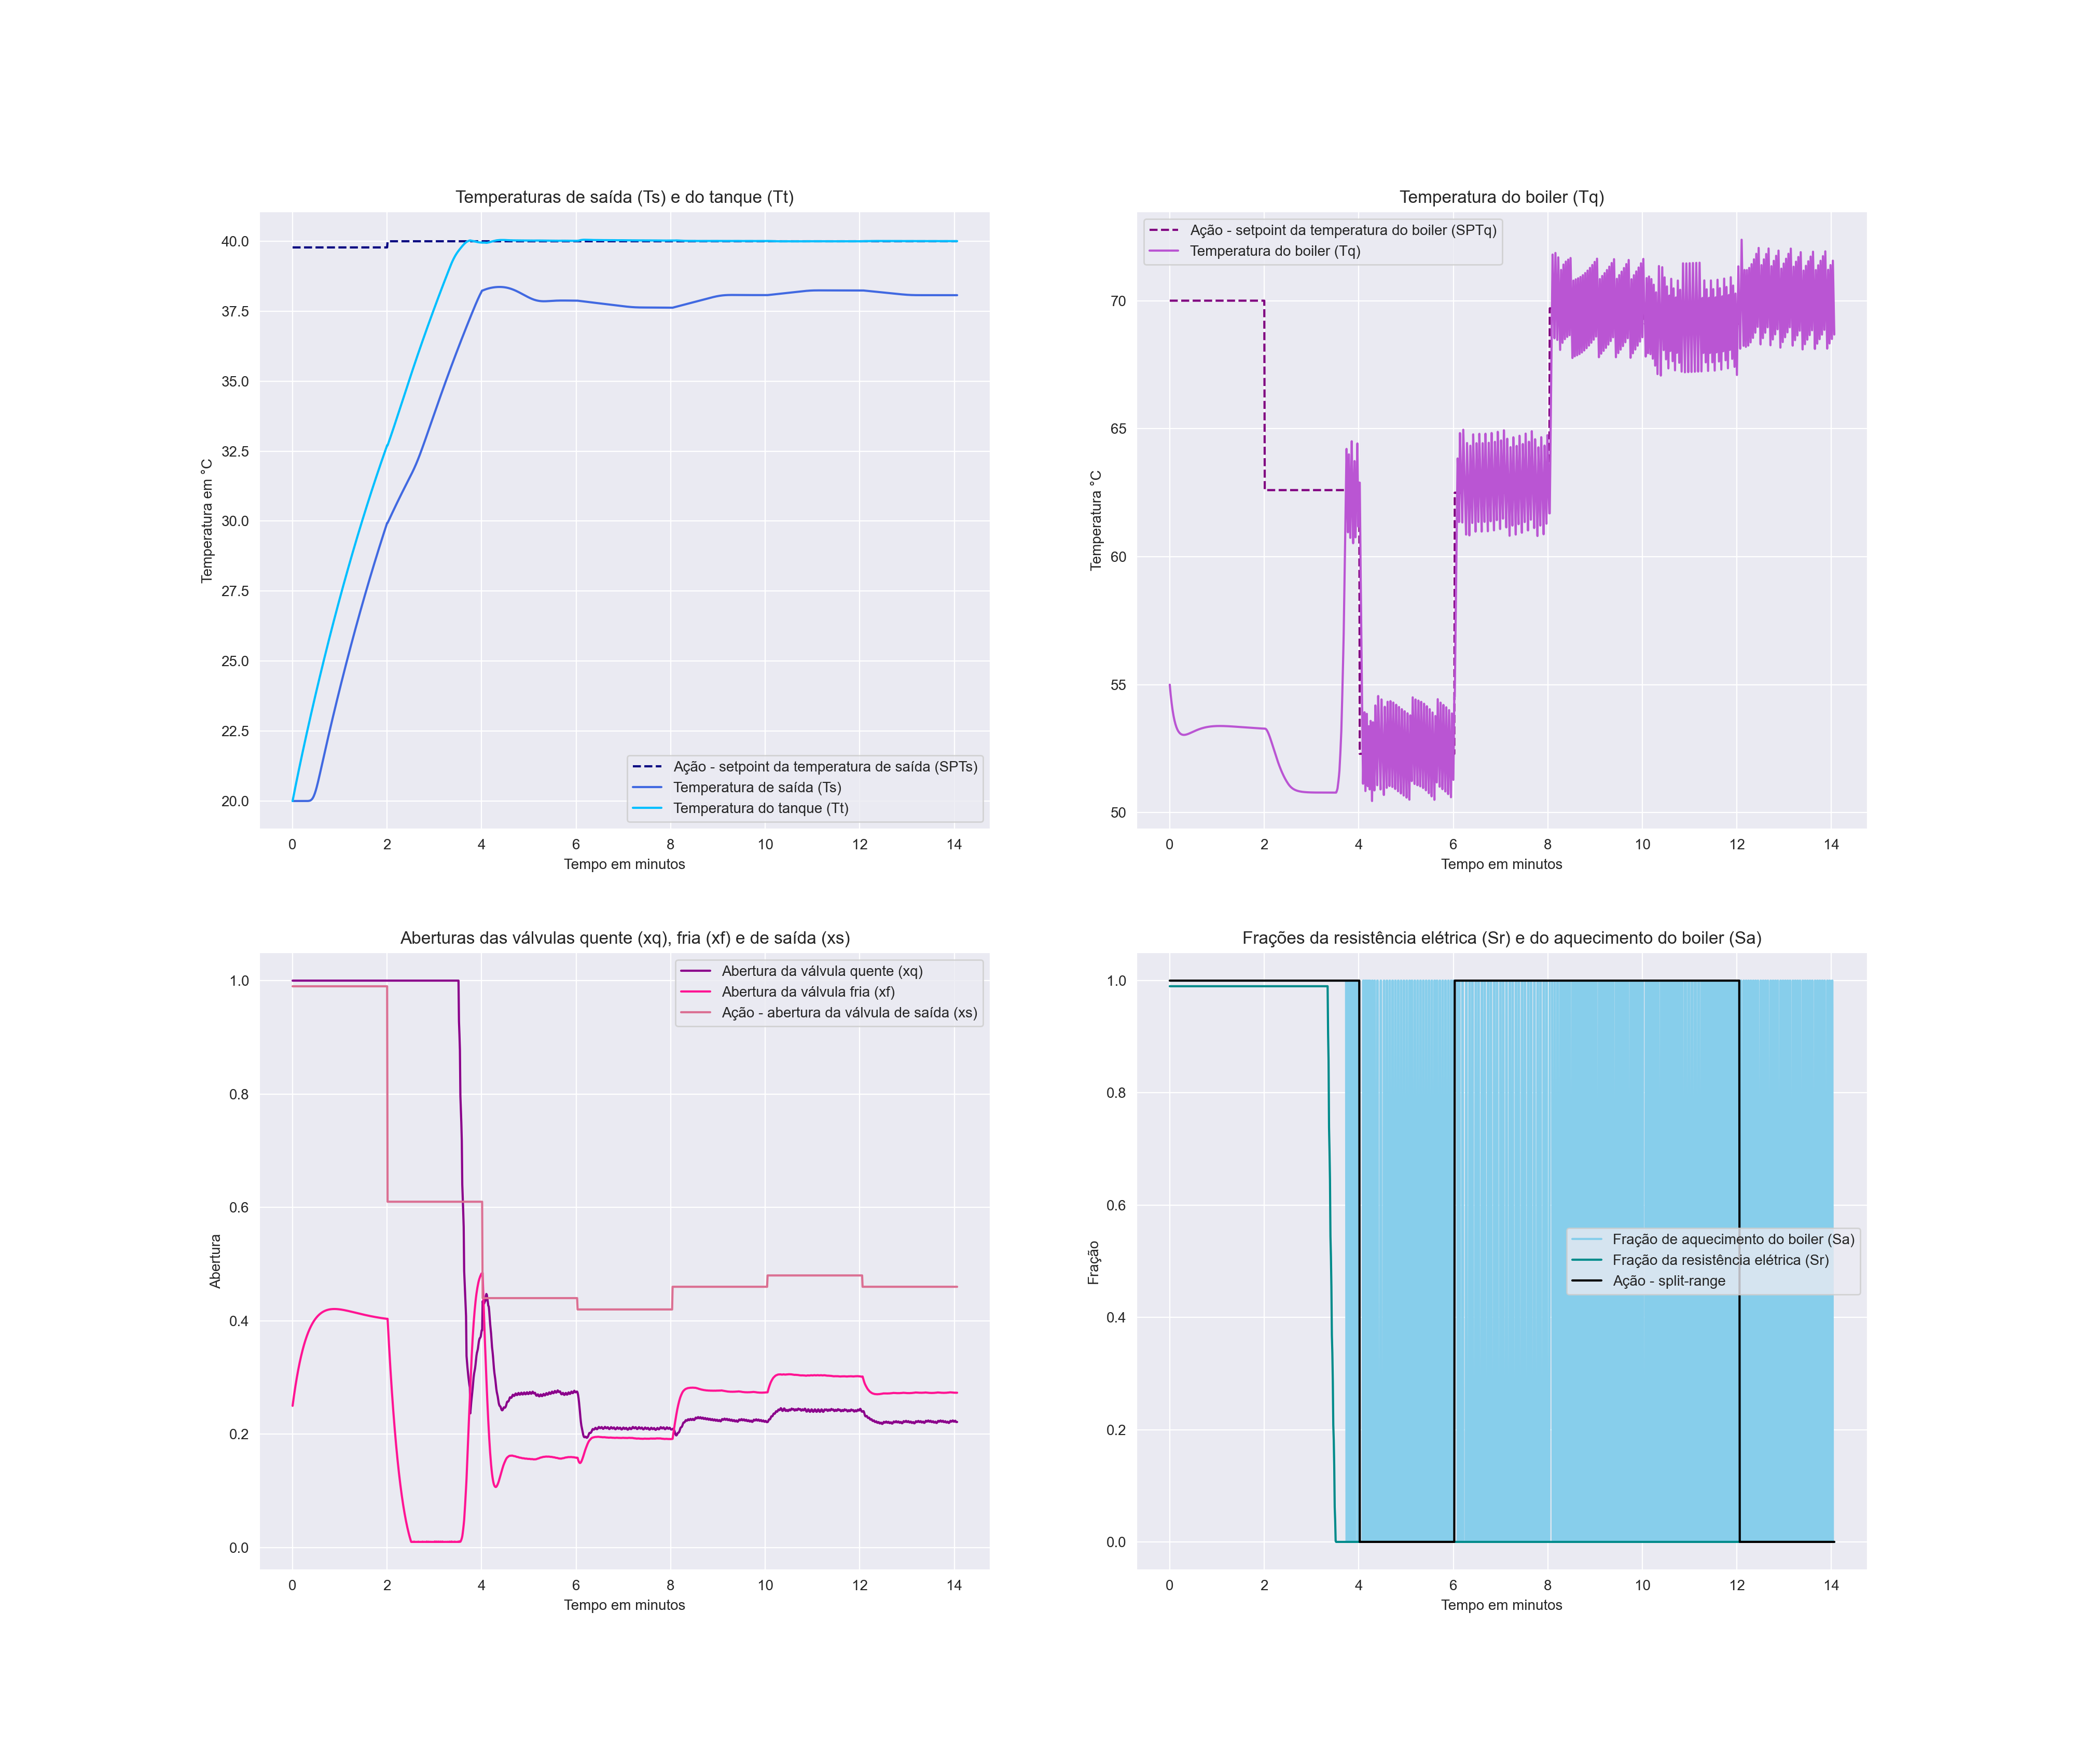 Temperaturas de saída (Ts) e do tanque (Tt)
40.0
37.5
35.0
32.5
30.0
27.5
25.0
22.5
20.0
Temperatura em °C
Ação - setpoint da temperatura de saída (SPTs)
Temperatura de saída (Ts)
Temperatura do tanque (Tt)
0 2 4 6 8 10 12 14
Tempo em minutos
Temperatura do boiler (Tq)
Ação - setpoint da temperatura do boiler (SPTq)
Temperatura do boiler (Tq)
70
65
60
55
50
Temperatura °C
0 2 4 6 8 10 12 14
Tempo em minutos
Aberturas das válvulas quente (xq), fria (xf) e de saída (xs)
Abertura da válvula quente (xq)
Abertura da válvula fria (xf)
Ação - abertura da válvula de saída (xs)
1.0
0.8
0.6
0.4
0.2
0.0
Abertura
0 2 4 6 8 10 12 14
Tempo em minutos
Frações da resistência elétrica (Sr) e do aquecimento do boiler (Sa)
1.0
0.8
0.6
0.4
0.2
0.0
Fração
Fração de aquecimento do boiler (Sa)
Fração da resistência elétrica (Sr)
Ação - split-range
0 2 4 6 8 10 12 14
Tempo em minutos